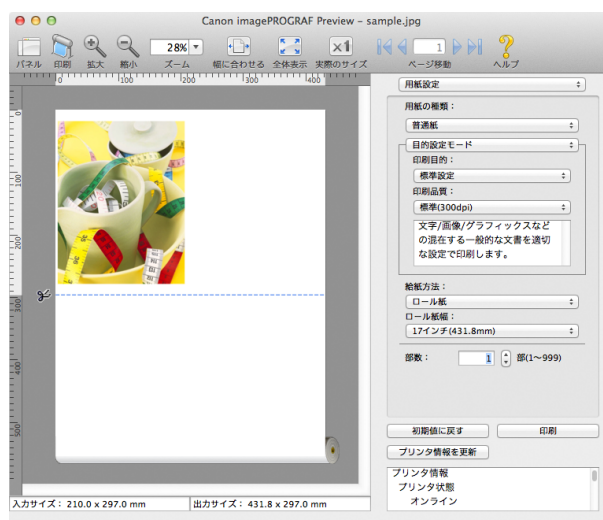 Canon imagePROGRAF Preview – sample.jpg
28%
×1
1
パネル 印刷 拡大 縮小 ズーム 幅に合わせる 全体表示 実際のサイズ ページ移動 ヘルプ
0 100 200 300 400
0
100
200
300
400
500
用紙設定
用紙の種類：
普通紙
目的設定モード
印刷目的：
標準設定
印刷品質：
標準(300dpi)
文字/画像/グラフィックスなど
の混在する一般的な文書を適切
な設定で印刷します。
給紙方法：
ロール紙
ロール紙幅：
17インチ(431.8mm)
部数： 1 部(1〜999)
初期値に戻す 印刷
プリンタ情報を更新
プリンタ情報
プリンタ状態
オンライン
入力サイズ： 210.0 x 297.0 mm 出力サイズ： 431.8 x 297.0 mm